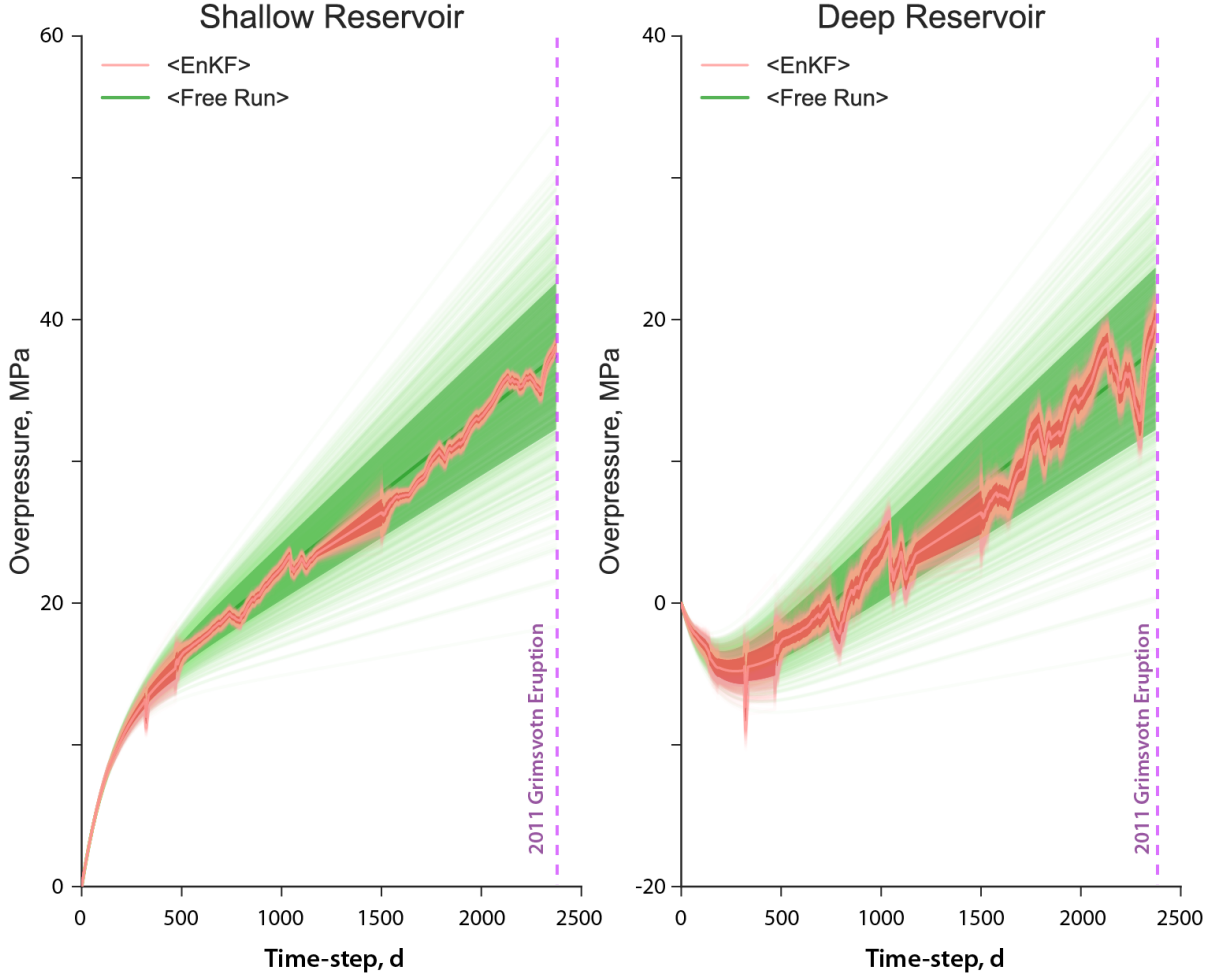 Shallow Reservoir
60
40
20
0
Overpressure, MPa
<EnKF>
<Free Run>
2011 Grimsvotn Eruption
0 500 1000 1500 2000 2500
Time-step, d
Deep Reservoir
40
20
0
-20
Overpressure, MPa
<EnKF>
<Free Run>
2011 Grimsvotn Eruption
0 500 1000 1500 2000 2500
Time-step, d